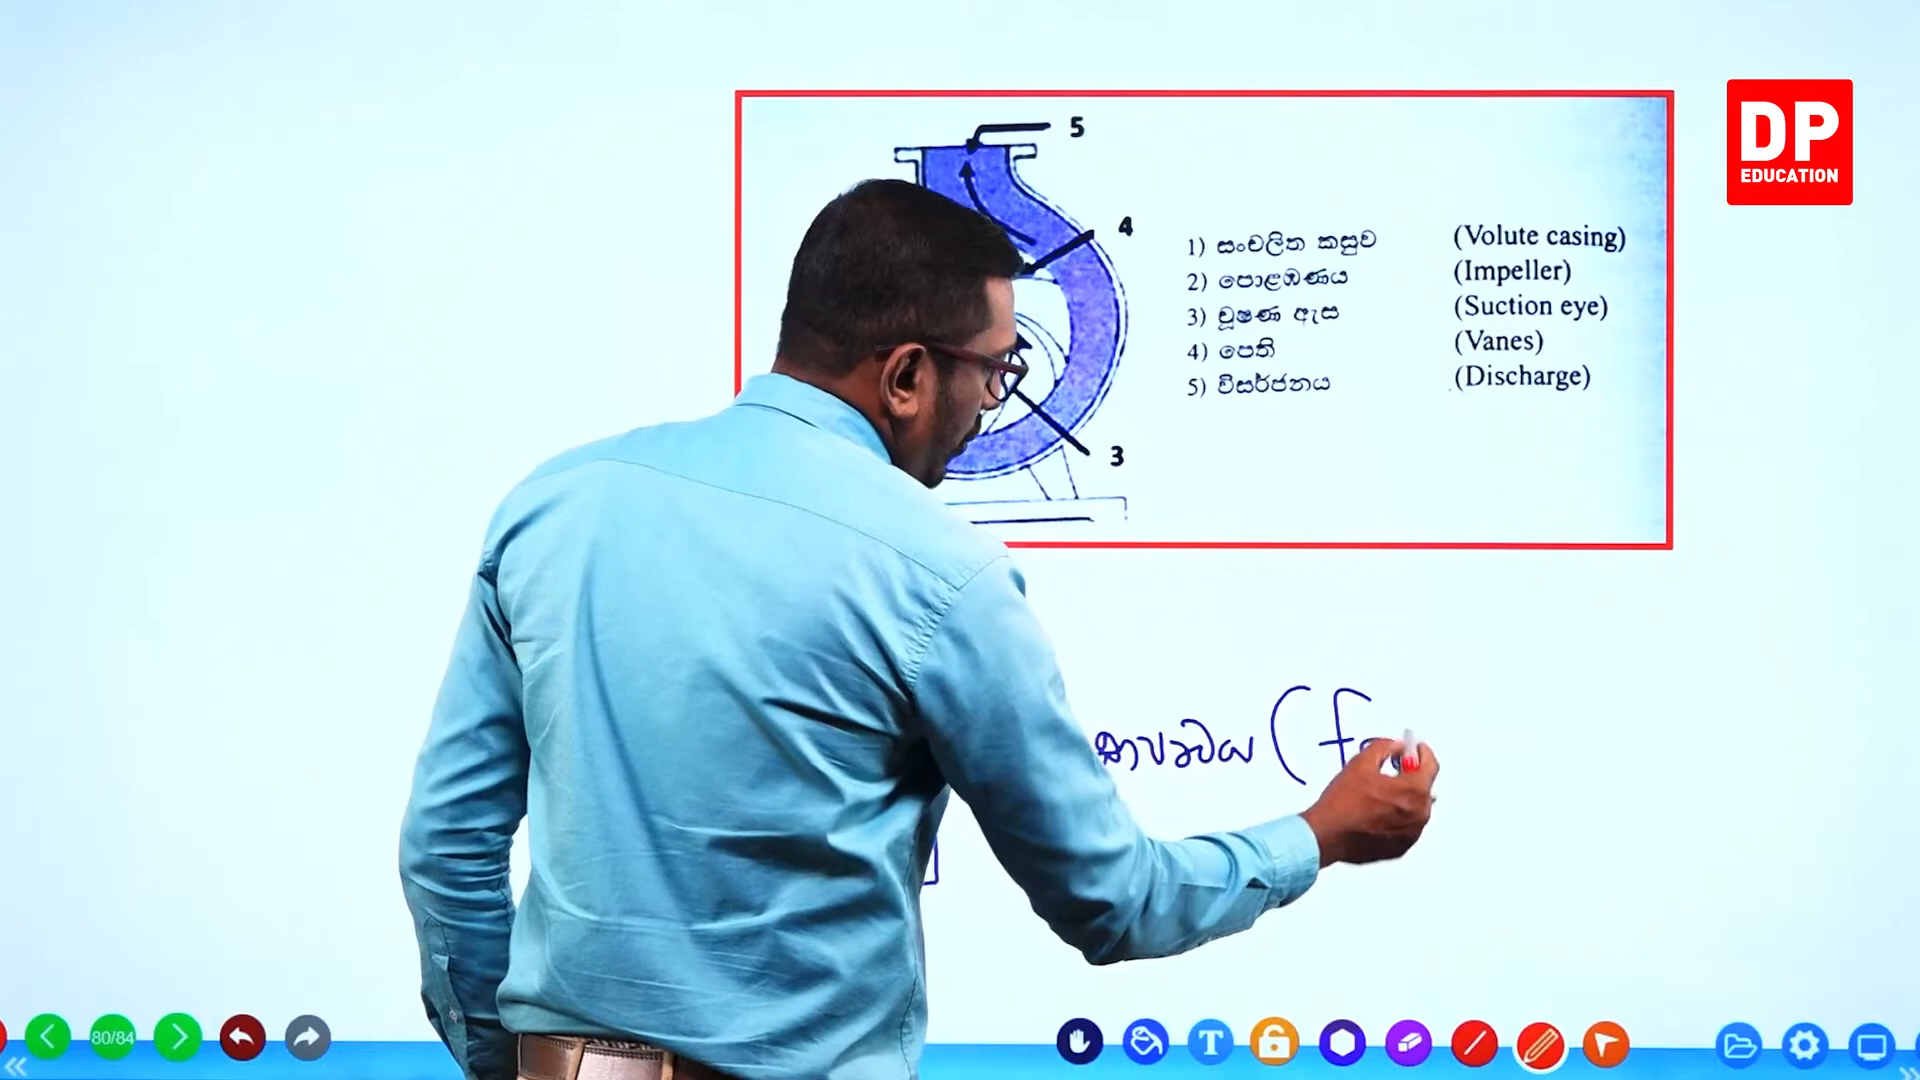 5
DP
EDUCATION
4
1) සංචලිත කසුව (Volute casing)
2) පොළඹණය (Impeller)
3) චූෂණ ඇස (Suction eye)
4) පෙති (Vanes)
5) විසර්ජනය (Discharge)
3
80/84
T